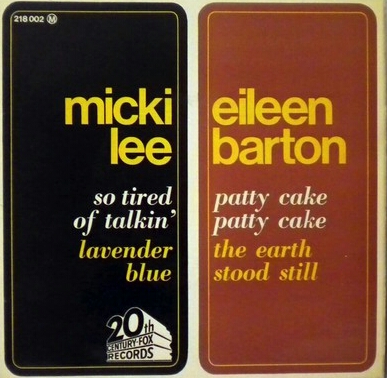 218 002 M
micki
lee
so tired
of talkin'
lavender
blue
20th
CENTURY-FOX
RECORDS
eileen
barton
patty cake
patty cake
the earth
stood still